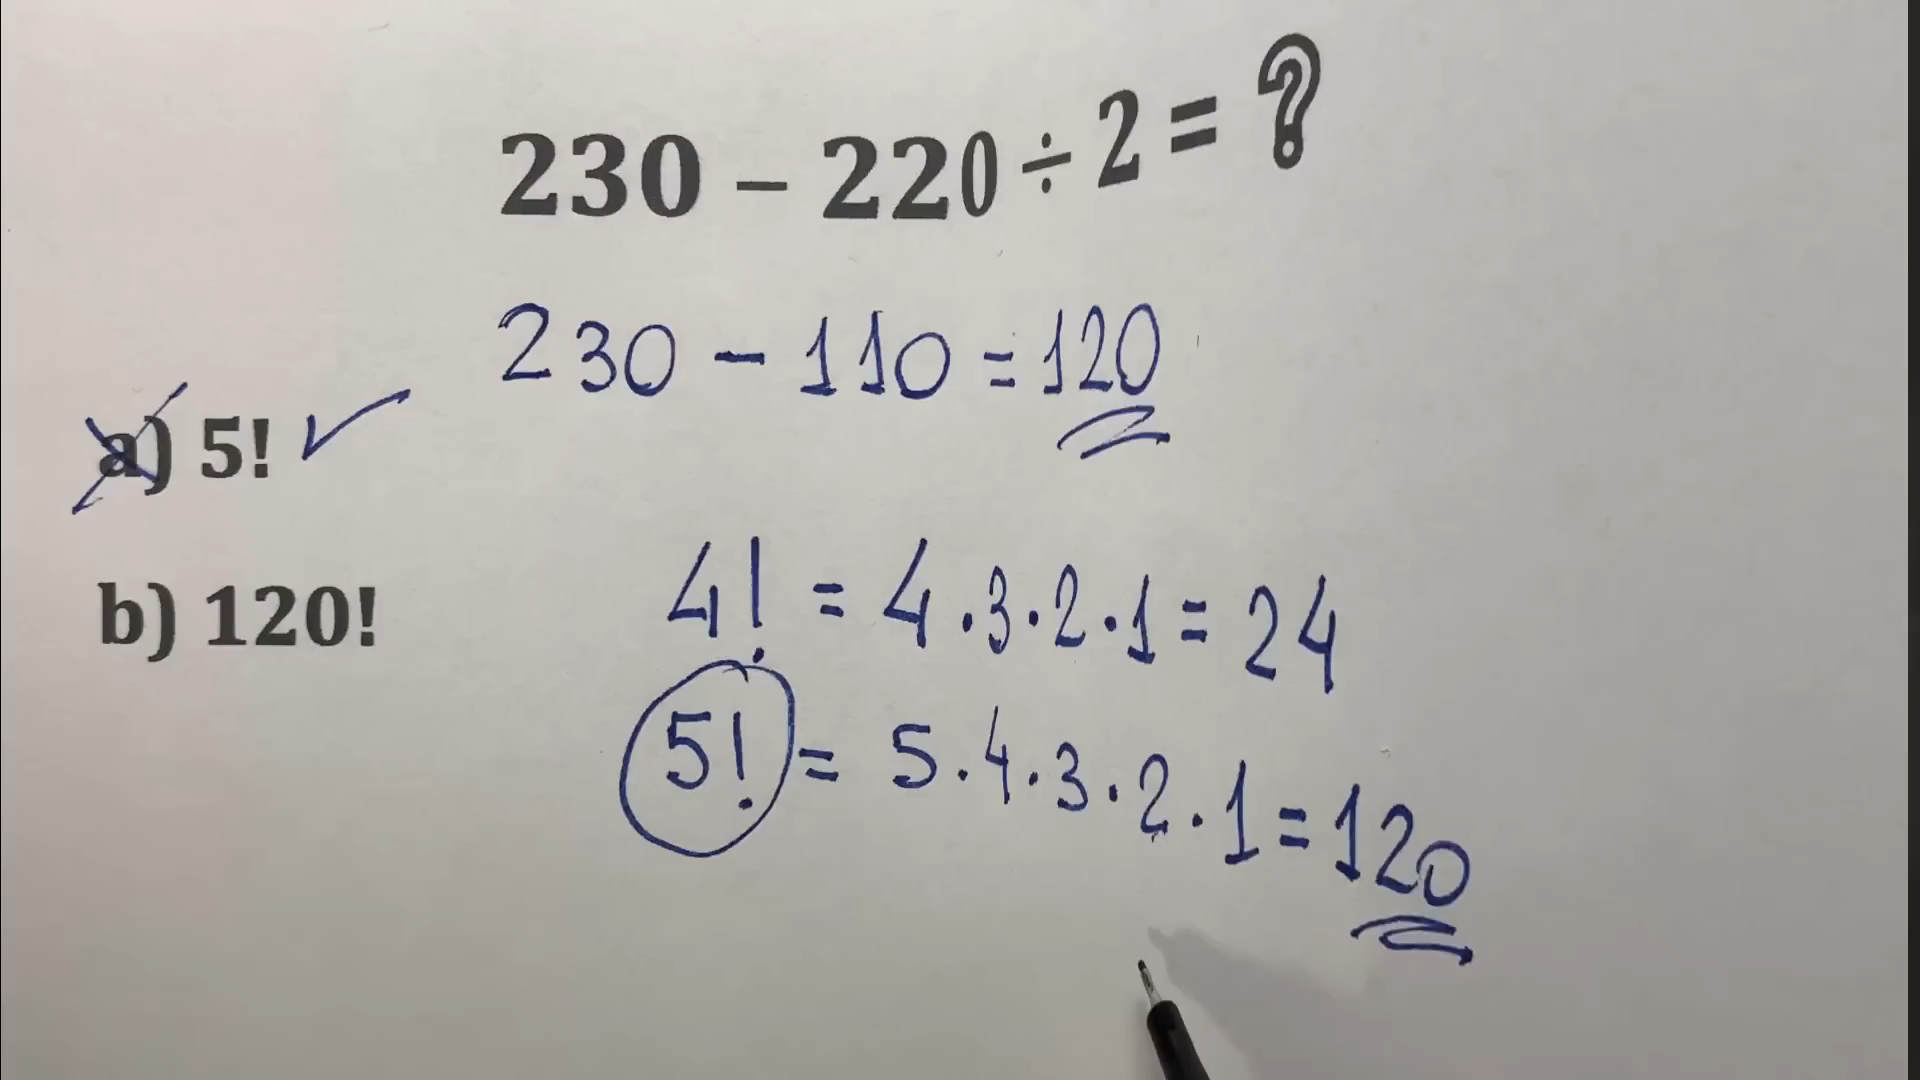 230 – 220 ÷ 2 = ?
230 - 110 = 120
a) 5! ✓
b) 120!
4! = 4 · 3 · 2 · 1 = 24
5! = 5 · 4 · 3 · 2 · 1 = 120